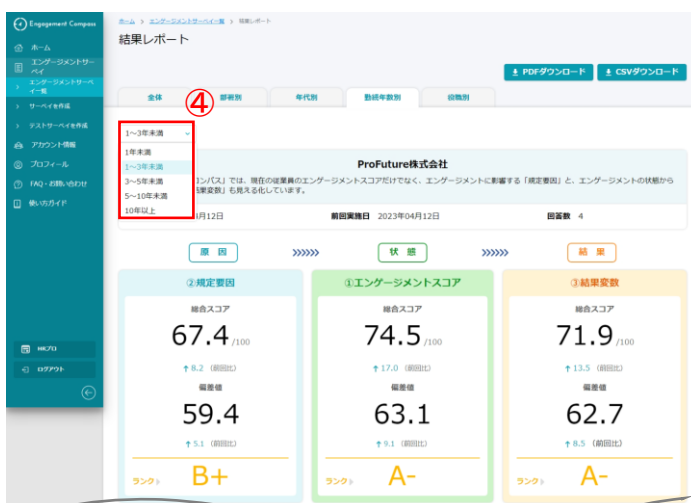 Engagement Compass
ホーム
エンゲージメントサー
ベイ
エンゲージメントサーベ
イ一覧
サーベイを作成
テストサーベイを作成
アカウント情報
プロフィール
FAQ・お問い合わせ
使い方ガイド
HRプロ
ログアウト
ホーム > エンゲージメントサーベイ一覧 > 結果レポート
結果レポート
PDFダウンロード CSVダウンロード
全体 部署別 年代別 勤続年数別 役職別
④
1～3年未満
1年未満
1～3年未満
3～5年未満
5～10年未満
10年以上
ProFuture株式会社
コンパス」では、現在の従業員のエンゲージメントスコアだけでなく、エンゲージメントに影響する「規定要因」と、エンゲージメントの状態から
結果変数」も見える化しています。
月12日 前回実施日 2023年04月12日 回答数 4
原因 »»» 状態 »»» 結果
②規定要因 ①エンゲージメントスコア ③結果変数
総合スコア 総合スコア 総合スコア
67.4 /100 74.5 /100 71.9 /100
↑ 8.2 (前回比) ↑ 17.0 (前回比) ↑ 13.5 (前回比)
偏差値 偏差値 偏差値
59.4 63.1 62.7
↑ 5.1 (前回比) ↑ 9.1 (前回比) ↑ 8.5 (前回比)
ランク» B+ ランク» A- ランク» A-